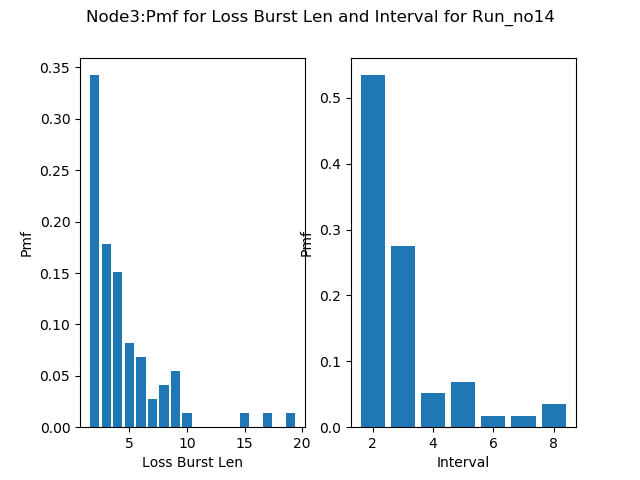 Node3:Pmf for Loss Burst Len and Interval for Run_no14
Pmf
0.35
0.30
0.25
0.20
0.15
0.10
0.05
0.00
5 10 15 20
Loss Burst Len
Pmf
0.5
0.4
0.3
0.2
0.1
0.0
2 4 6 8
Interval